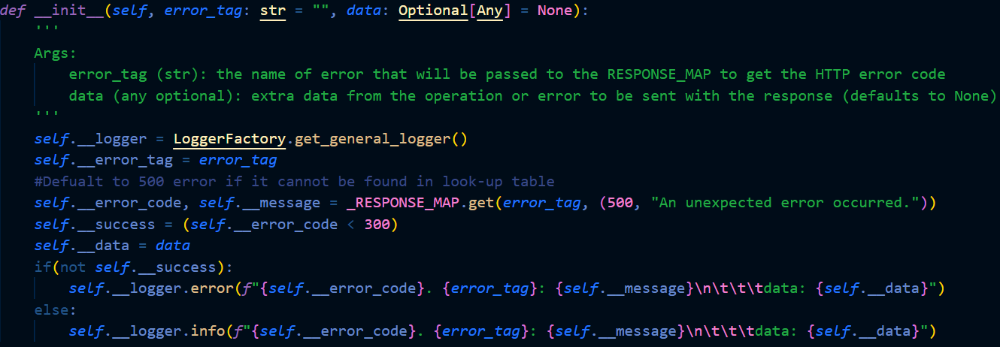 def __init__(self, error_tag: str = "", data: Optional[Any] = None):
    '''
    Args:
        error_tag (str): the name of error that will be passed to the RESPONSE_MAP to get the HTTP error code
        data (any optional): extra data from the operation or error to be sent with the response (defaults to None)
    '''
    self.__logger = LoggerFactory.get_general_logger()
    self.__error_tag = error_tag
    #Defualt to 500 error if it cannot be found in look-up table
    self.__error_code, self.__message = _RESPONSE_MAP.get(error_tag, (500, "An unexpected error occurred."))
    self.__success = (self.__error_code < 300)
    self.__data = data
    if(not self.__success):
        self.__logger.error(f"{self.__error_code}. {error_tag}: {self.__message}\n\t\t\tdata: {self.__data}")
    else:
        self.__logger.info(f"{self.__error_code}. {error_tag}: {self.__message}\n\t\t\tdata: {self.__data}")